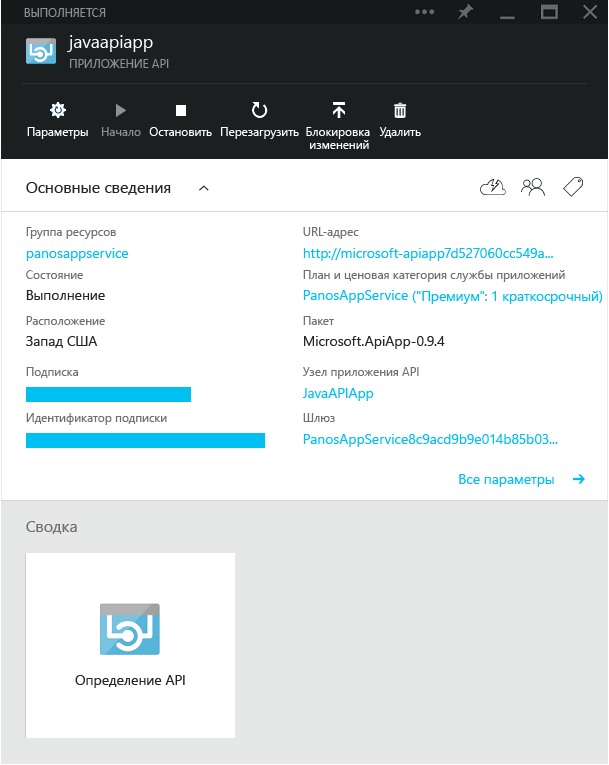 ВЫПОЛНЯЕТСЯ
javaapiapp
ПРИЛОЖЕНИЕ API
Параметры
Начало
Остановить
Перезагрузить
Блокировка
изменений
Удалить
Основные сведения
Группа ресурсов
panosappservice
URL-адрес
http://microsoft-apiapp7d527060cc549a...
Состояние
Выполнение
План и ценовая категория службы приложений
PanosAppService ("Премиум": 1 краткосрочный)
Расположение
Запад США
Пакет
Microsoft.ApiApp-0.9.4
Подписка
Узел приложения API
JavaAPIApp
Идентификатор подписки
Шлюз
PanosAppService8c9acd9b9e014b85b03...
Все параметры
Сводка
Определение API